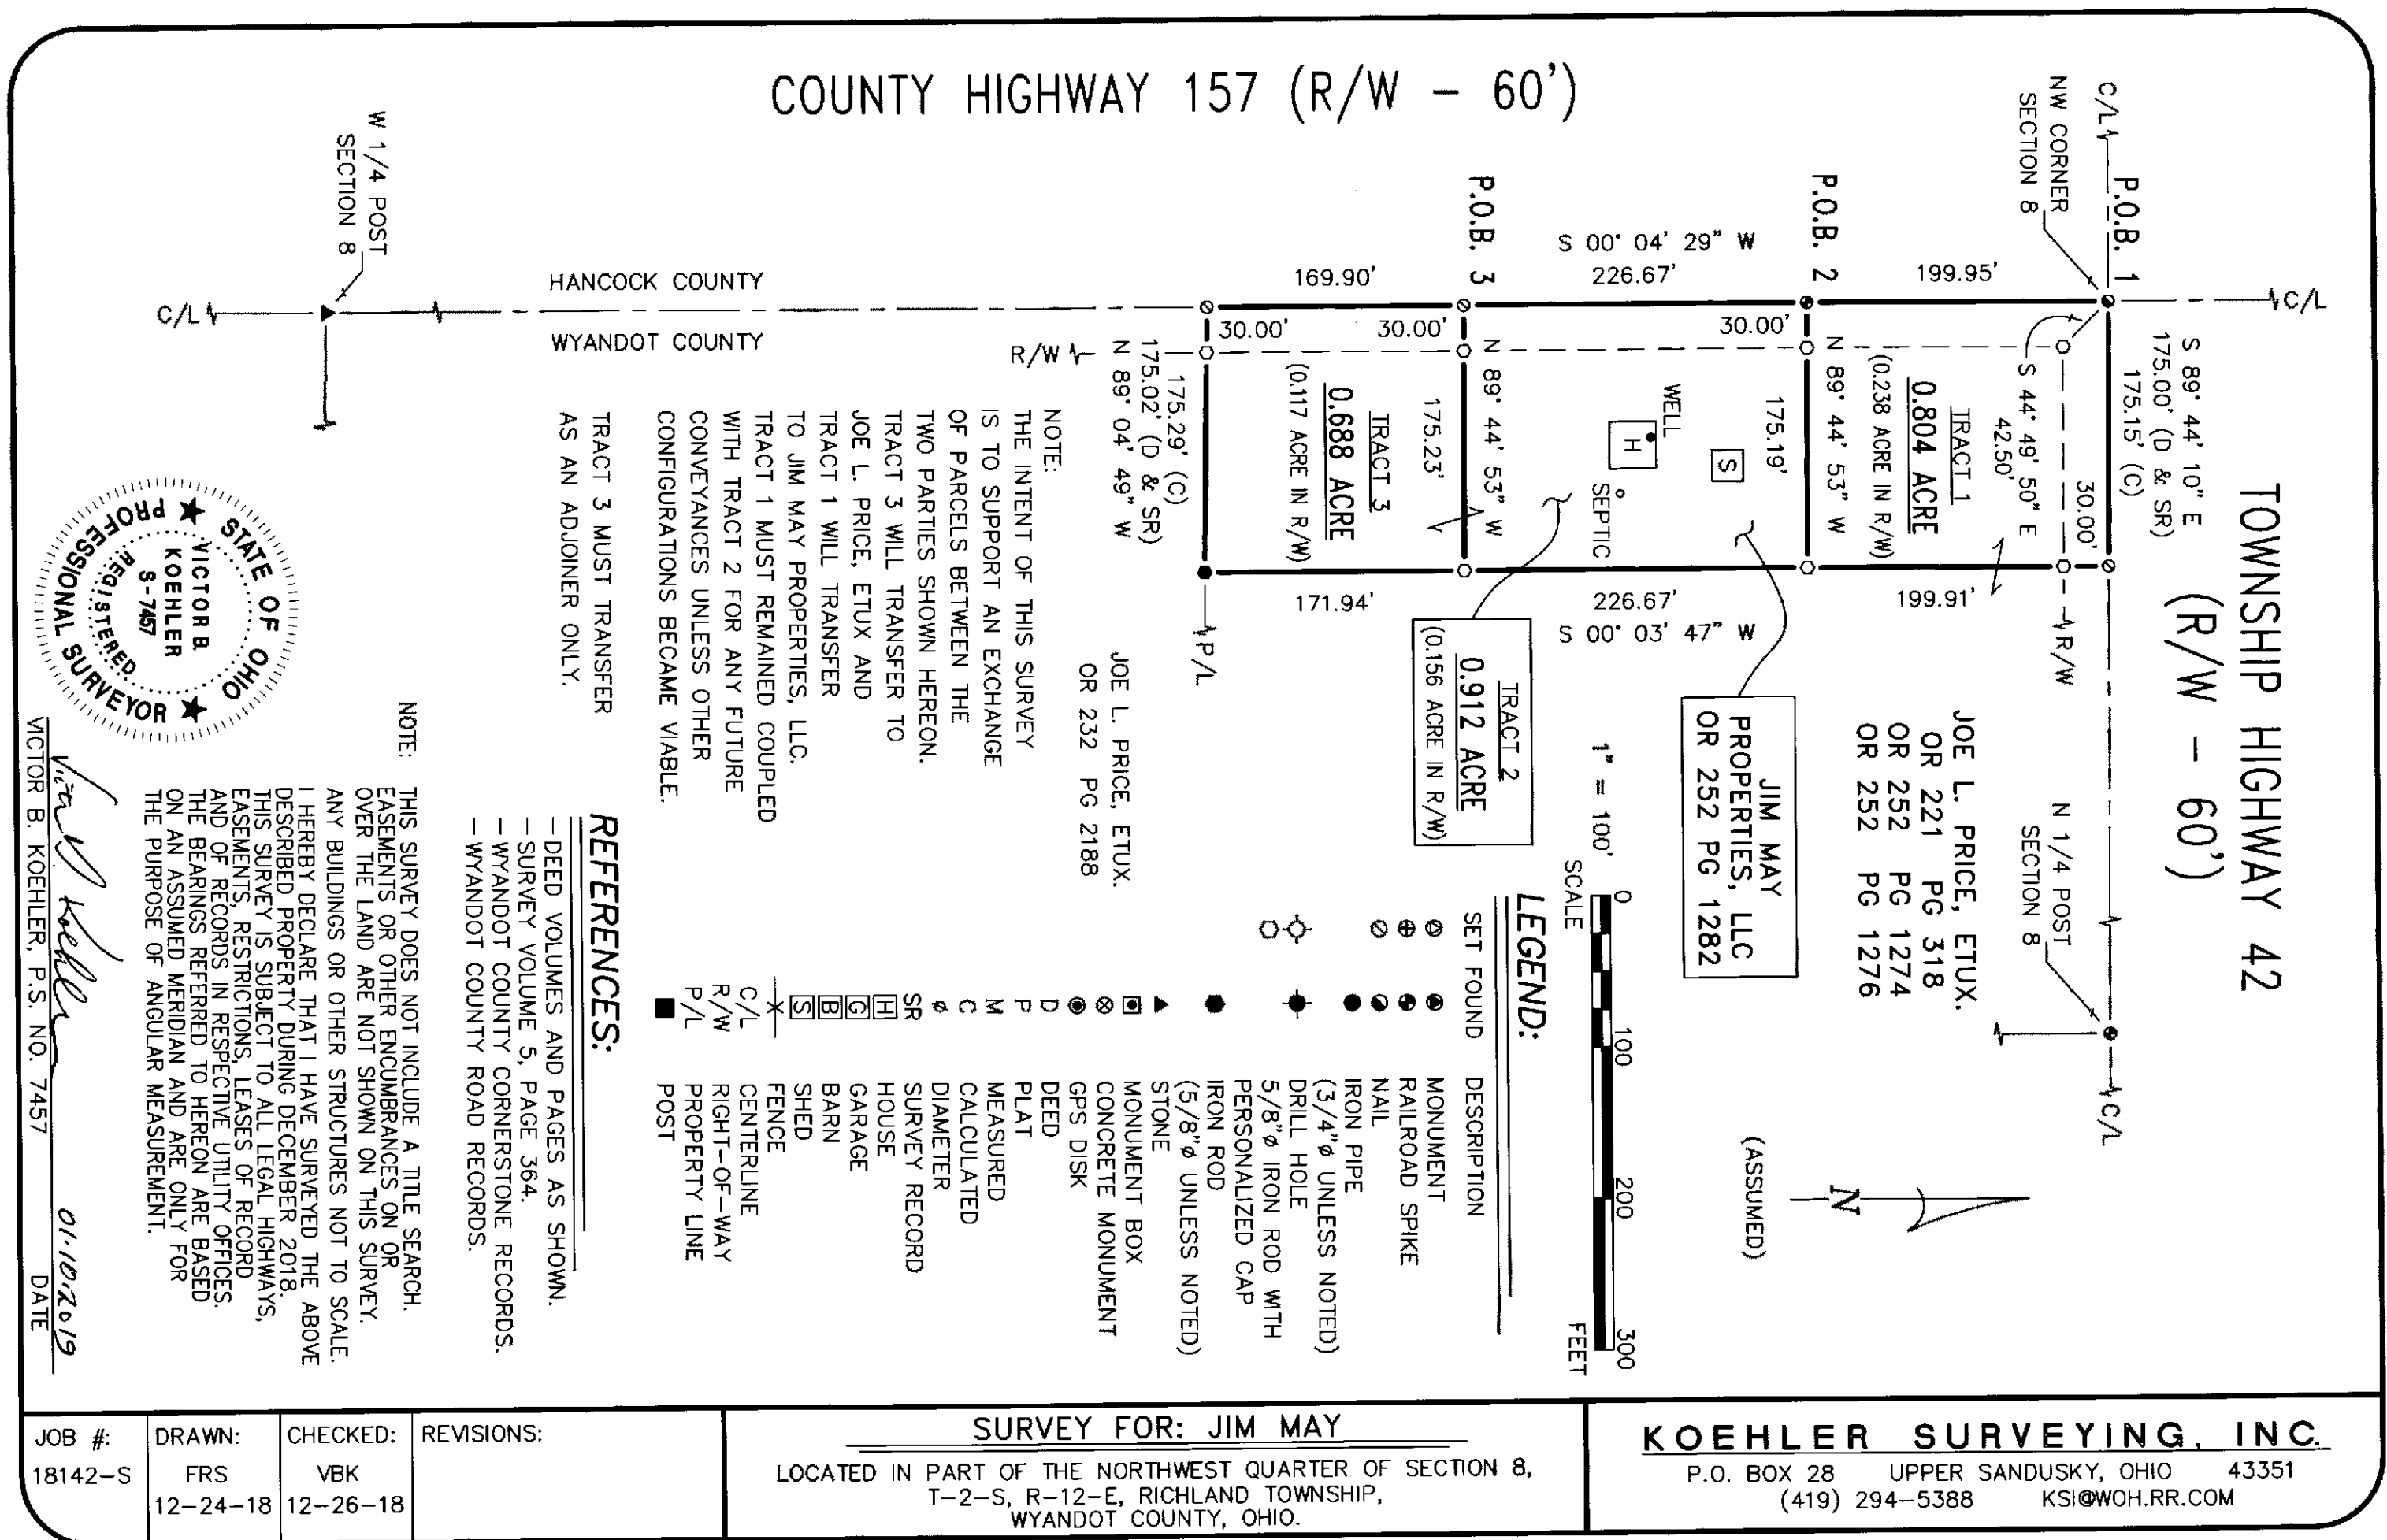 COUNTY HIGHWAY 157 (R/W - 60')
TOWNSHIP HIGHWAY 42
(R/W - 60')
C/L
P.O.B. 1
NW CORNER
SECTION 8
C/L
S 89° 44' 10" E
175.00' (D & SR)
175.15' (C)
30.00'
S 44° 49' 50" E
42.50'
R/W
N 1/4 POST
SECTION 8
C/L
P.O.B. 2
199.95'
30.00'
TRACT 1
0.804 ACRE
(0.238 ACRE IN R/W)
N 89° 44' 53" W
175.19'
199.91'
JOE L. PRICE, ETUX.
OR 221 PG 318
OR 252 PG 1274
OR 252 PG 1276
S 00° 04' 29" W
226.67'
P.O.B. 3
S
WELL
H
SEPTIC
226.67'
S 00° 03' 47" W
JIM MAY
PROPERTIES, LLC
OR 252 PG 1282
TRACT 2
0.912 ACRE
(0.156 ACRE IN R/W)
N 89° 44' 53" W
175.23'
169.90'
30.00'
30.00'
TRACT 3
0.688 ACRE
(0.117 ACRE IN R/W)
171.94'
R/W
175.29' (C)
175.02' (D & SR)
N 89° 04' 49" W
P/L
JOE L. PRICE, ETUX.
OR 232 PG 2188
HANCOCK COUNTY
WYANDOT COUNTY
W 1/4 POST
SECTION 8
C/L
(ASSUMED)
N
1" = 100'
SCALE
0
100
200
300
FEET
LEGEND:
SET FOUND DESCRIPTION
MONUMENT
RAILROAD SPIKE
NAIL
IRON PIPE
(3/4"ø UNLESS NOTED)
DRILL HOLE
5/8"ø IRON ROD WITH
PERSONALIZED CAP
IRON ROD
(5/8"ø UNLESS NOTED)
STONE
MONUMENT BOX
CONCRETE MONUMENT
GPS DISK
D DEED
P PLAT
M MEASURED
C CALCULATED
ø DIAMETER
SR SURVEY RECORD
H HOUSE
G GARAGE
B BARN
S SHED
FENCE
C/L CENTERLINE
R/W RIGHT-OF-WAY
P/L PROPERTY LINE
POST
NOTE:
THE INTENT OF THIS SURVEY
IS TO SUPPORT AN EXCHANGE
OF PARCELS BETWEEN THE
TWO PARTIES SHOWN HEREON.
TRACT 3 WILL TRANSFER TO
JOE L. PRICE, ETUX AND
TRACT 1 WILL TRANSFER
TO JIM MAY PROPERTIES, LLC.
TRACT 1 MUST REMAINED COUPLED
WITH TRACT 2 FOR ANY FUTURE
CONVEYANCES UNLESS OTHER
CONFIGURATIONS BECAME VIABLE.
TRACT 3 MUST TRANSFER
AS AN ADJOINER ONLY.
REFERENCES:
- DEED VOLUMES AND PAGES AS SHOWN.
- SURVEY VOLUME 5, PAGE 364.
- WYANDOT COUNTY CORNERSTONE RECORDS.
- WYANDOT COUNTY ROAD RECORDS.
NOTE: THIS SURVEY DOES NOT INCLUDE A TITLE SEARCH.
EASEMENTS OR OTHER ENCUMBRANCES ON OR
OVER THE LAND ARE NOT SHOWN ON THIS SURVEY.
ANY BUILDINGS OR OTHER STRUCTURES NOT TO SCALE.
I HEREBY DECLARE THAT I HAVE SURVEYED THE ABOVE
DESCRIBED PROPERTY DURING DECEMBER 2018.
THIS SURVEY IS SUBJECT TO ALL LEGAL HIGHWAYS,
EASEMENTS, RESTRICTIONS, LEASES OF RECORD
AND OF RECORDS IN RESPECTIVE UTILITY OFFICES.
THE BEARINGS REFERRED TO HEREON ARE BASED
ON AN ASSUMED MERIDIAN AND ARE ONLY FOR
THE PURPOSE OF ANGULAR MEASUREMENT.
STATE OF OHIO
VICTOR B.
KOEHLER
S-7457
REGISTERED
PROFESSIONAL SURVEYOR
Victor B Koehler 01·10·2019
VICTOR B. KOEHLER, P.S. NO. 7457 DATE
JOB #:
18142-S
DRAWN:
FRS
12-24-18
CHECKED:
VBK
12-26-18
REVISIONS:
SURVEY FOR: JIM MAY
LOCATED IN PART OF THE NORTHWEST QUARTER OF SECTION 8,
T-2-S, R-12-E, RICHLAND TOWNSHIP,
WYANDOT COUNTY, OHIO.
KOEHLER SURVEYING, INC.
P.O. BOX 28 UPPER SANDUSKY, OHIO 43351
(419) 294-5388 KSI@WOH.RR.COM